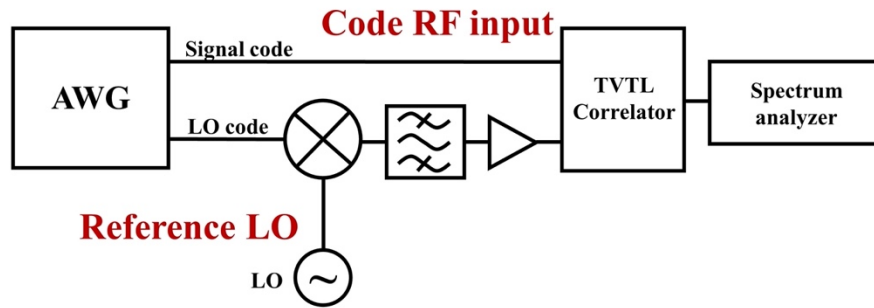 Code RF input
Signal code
AWG
TVTL
Correlator
Spectrum
analyzer
LO code
Reference LO
LO